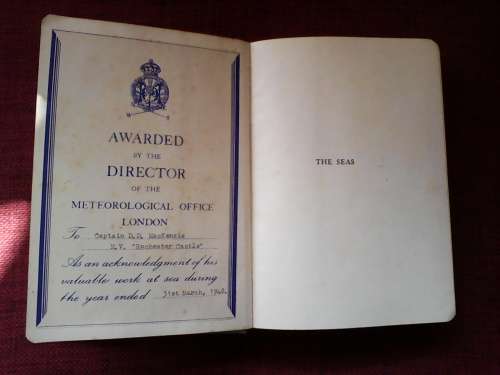 AWARDED
BY THE
DIRECTOR
OF THE
METEOROLOGICAL OFFICE
LONDON
To Captain D.D. MacKenzie
M.V. "Rochester Castle"
As an acknowledgment of his
valuable work at sea during
the year ended 31st March, 1948.
THE SEAS